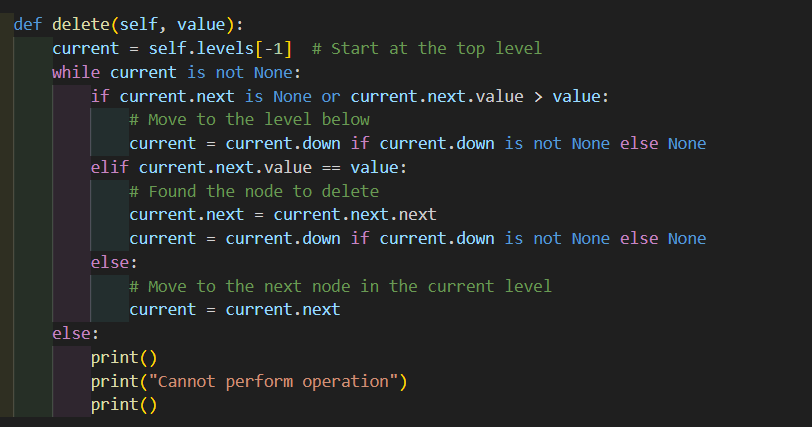 def delete(self, value):
    current = self.levels[-1]  # Start at the top level
    while current is not None:
        if current.next is None or current.next.value > value:
            # Move to the level below
            current = current.down if current.down is not None else None
        elif current.next.value == value:
            # Found the node to delete
            current.next = current.next.next
            current = current.down if current.down is not None else None
        else:
            # Move to the next node in the current level
            current = current.next
    else:
        print()
        print("Cannot perform operation")
        print()